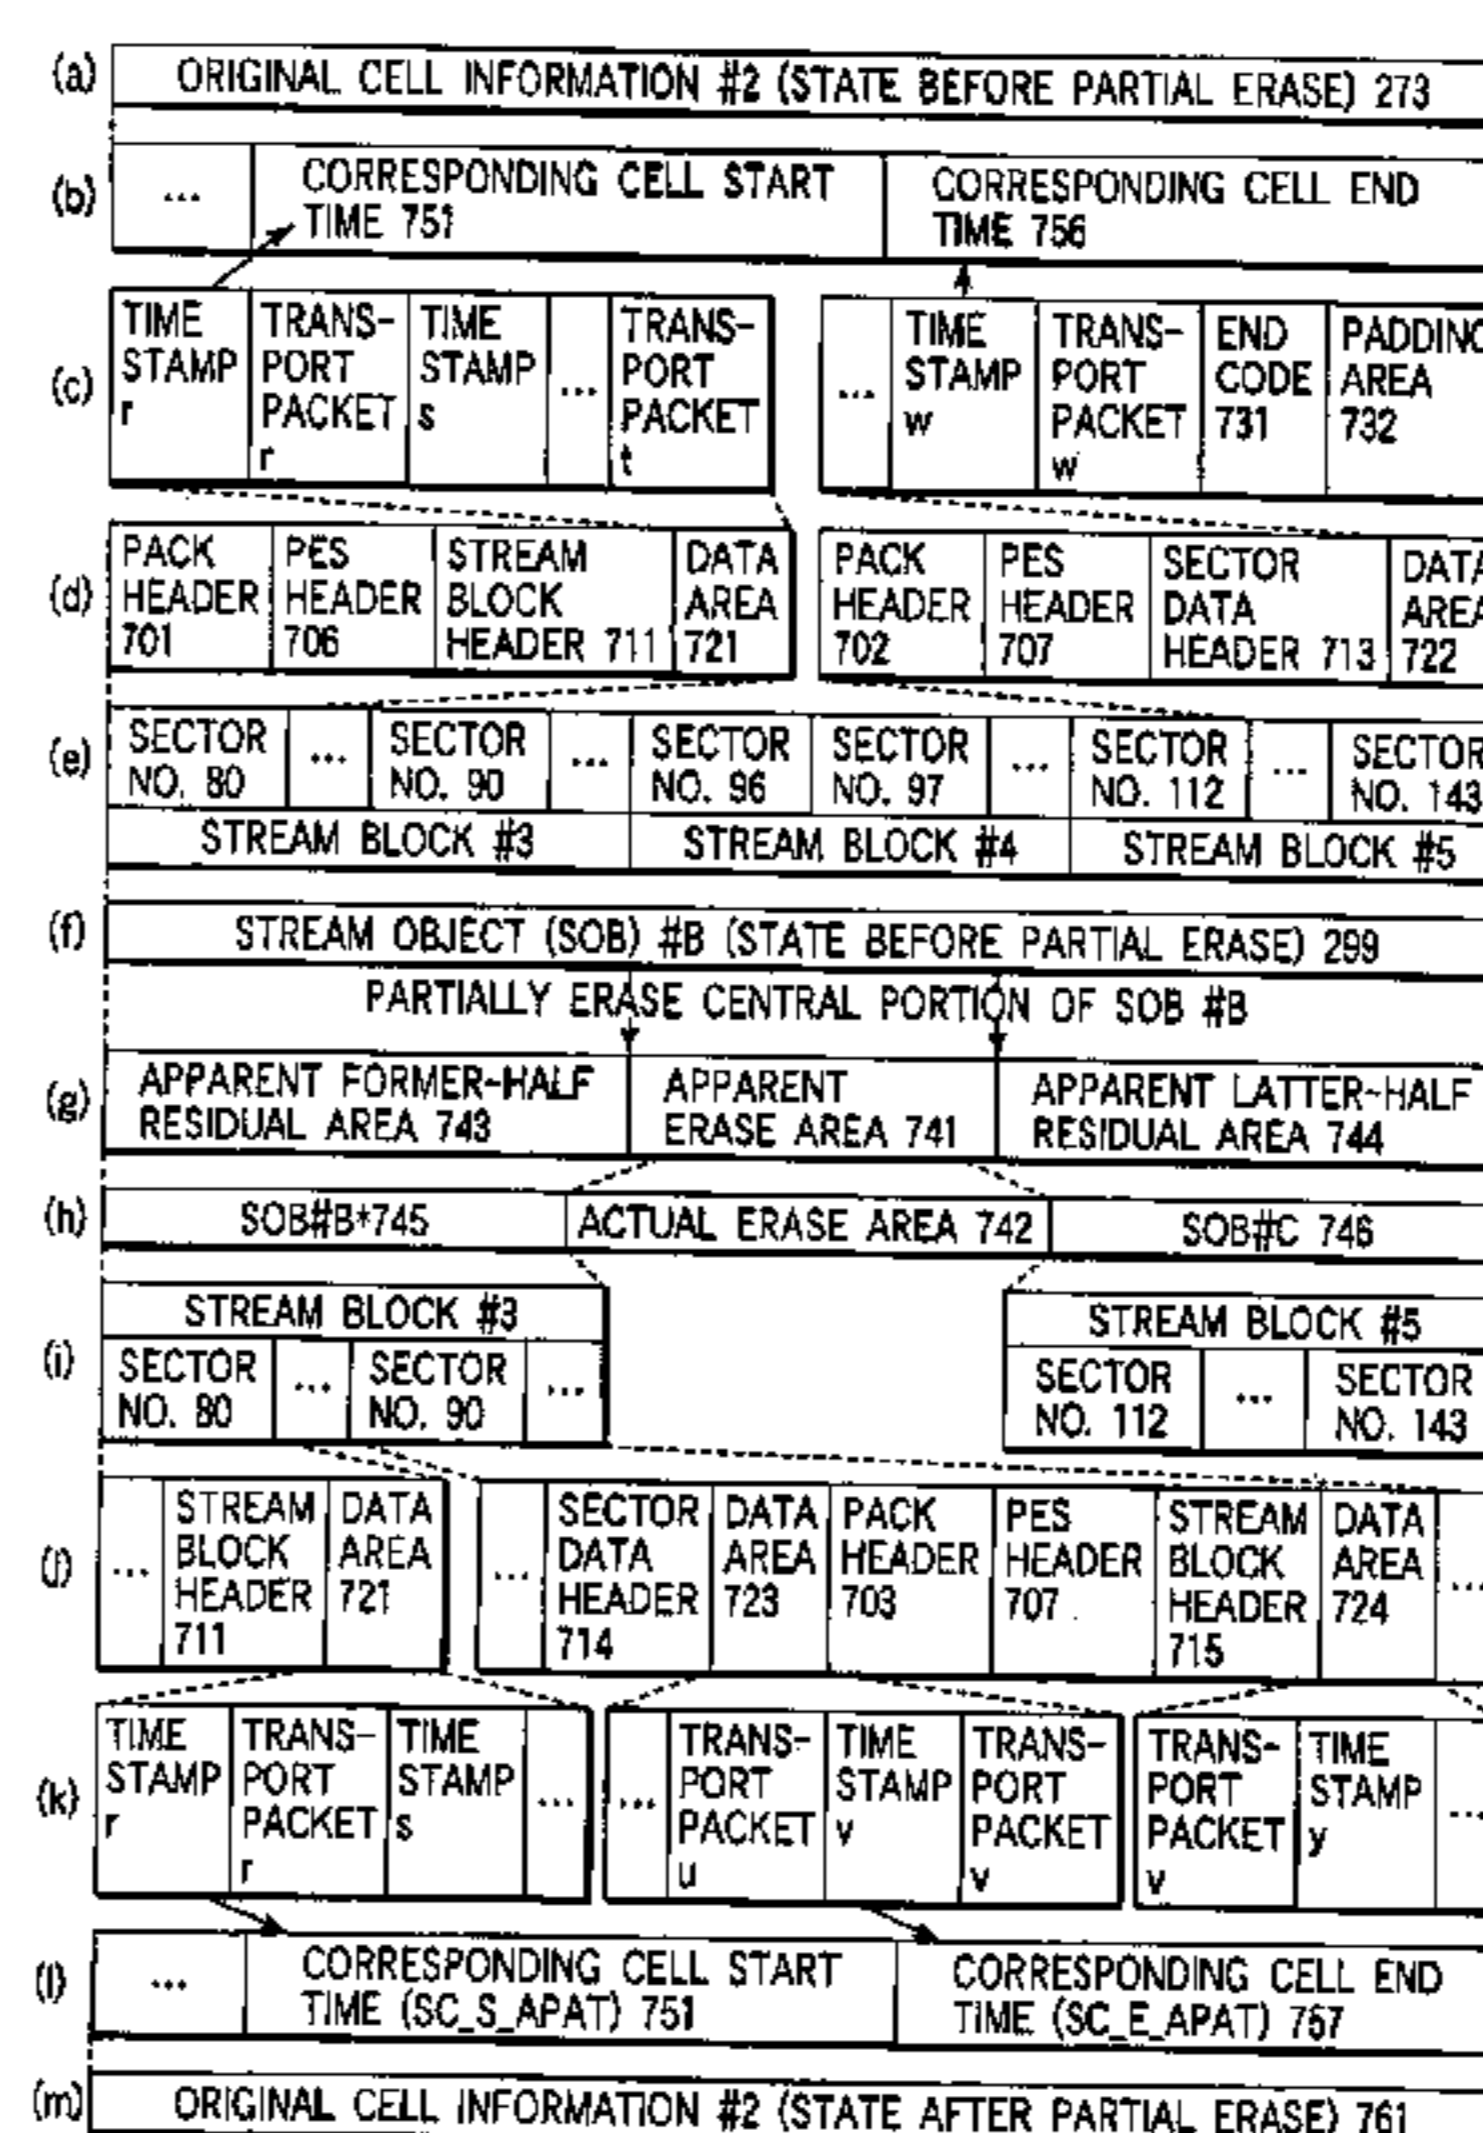 (a) ORIGINAL CELL INFORMATION #2 (STATE BEFORE PARTIAL ERASE) 273
(b) ... CORRESPONDING CELL START TIME 751 CORRESPONDING CELL END TIME 756
(c) TIME STAMP r TRANS-PORT PACKET r TIME STAMP s ... TRANS-PORT PACKET t ... TIME STAMP w TRANS-PORT PACKET w END CODE 731 PADDING AREA 732
(d) PACK HEADER 701 PES HEADER 706 STREAM BLOCK HEADER 711 DATA AREA 721 PACK HEADER 702 PES HEADER 707 SECTOR DATA HEADER 713 DATA AREA 722
(e) SECTOR NO. 80 ... SECTOR NO. 90 ... SECTOR NO. 96 SECTOR NO. 97 ... SECTOR NO. 112 ... SECTOR NO. 143
STREAM BLOCK #3 STREAM BLOCK #4 STREAM BLOCK #5
(f) STREAM OBJECT (SOB) #B (STATE BEFORE PARTIAL ERASE) 299
PARTIALLY ERASE CENTRAL PORTION OF SOB #B
(g) APPARENT FORMER-HALF RESIDUAL AREA 743 APPARENT ERASE AREA 741 APPARENT LATTER-HALF RESIDUAL AREA 744
(h) SOB#B*745 ACTUAL ERASE AREA 742 SOB#C 746
STREAM BLOCK #3 STREAM BLOCK #5
(i) SECTOR NO. 80 ... SECTOR NO. 90 ... SECTOR NO. 112 ... SECTOR NO. 143
(j) ... STREAM BLOCK HEADER 711 DATA AREA 721 ... SECTOR DATA HEADER 714 DATA AREA 723 PACK HEADER 703 PES HEADER 707 STREAM BLOCK HEADER 715 DATA AREA 724 ...
(k) TIME STAMP r TRANS-PORT PACKET r TIME STAMP s ... ... TRANS-PORT PACKET u TIME STAMP v TRANS-PORT PACKET v TRANS-PORT PACKET v TIME STAMP y ...
(l) ... CORRESPONDING CELL START TIME (SC_S_APAT) 751 CORRESPONDING CELL END TIME (SC_E_APAT) 757
(m) ORIGINAL CELL INFORMATION #2 (STATE AFTER PARTIAL ERASE) 761